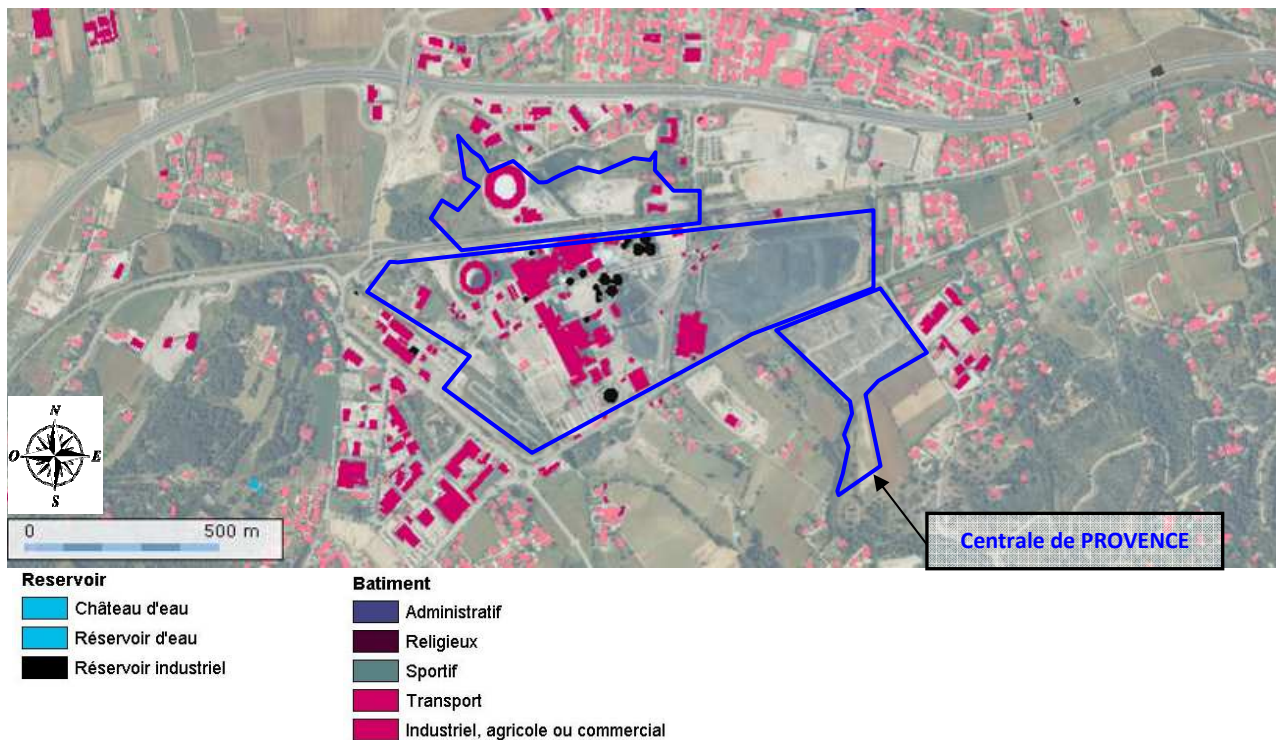 N
O E
S
0 500 m
Centrale de PROVENCE
Reservoir
Château d'eau
Réservoir d'eau
Réservoir industriel
Batiment
Administratif
Religieux
Sportif
Transport
Industriel, agricole ou commercial